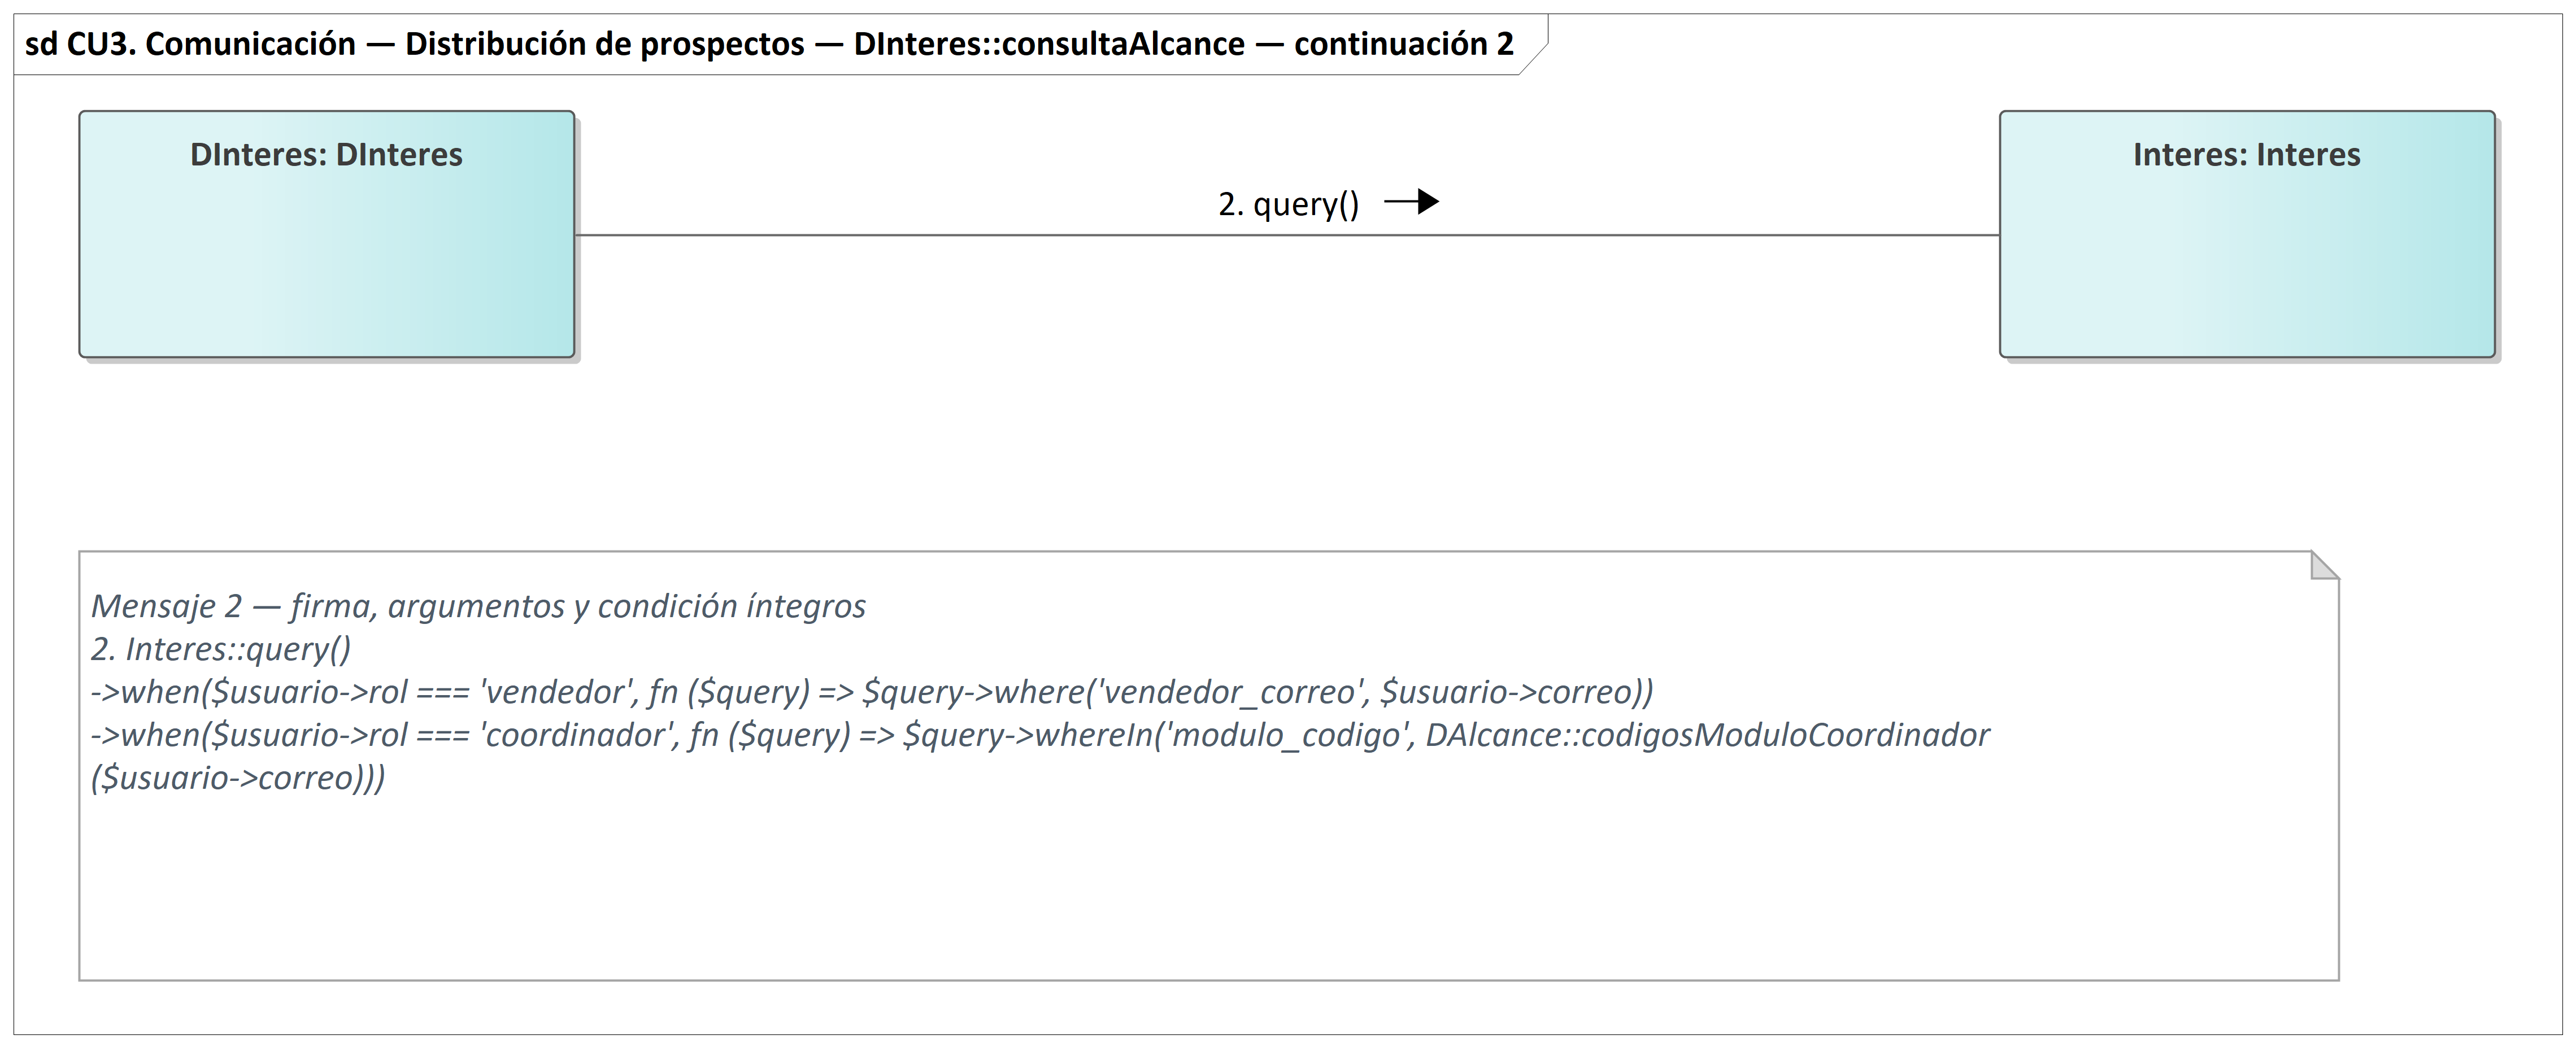 sd CU3. Comunicación — Distribución de prospectos — DInteres::consultaAlcance — continuación 2
DInteres: DInteres
Interes: Interes
2. query()
Mensaje 2 — firma, argumentos y condición íntegros
2. Interes::query()
->when($usuario->rol === 'vendedor', fn ($query) => $query->where('vendedor_correo', $usuario->correo))
->when($usuario->rol === 'coordinador', fn ($query) => $query->whereIn('modulo_codigo', DAlcance::codigosModuloCoordinador
($usuario->correo)))